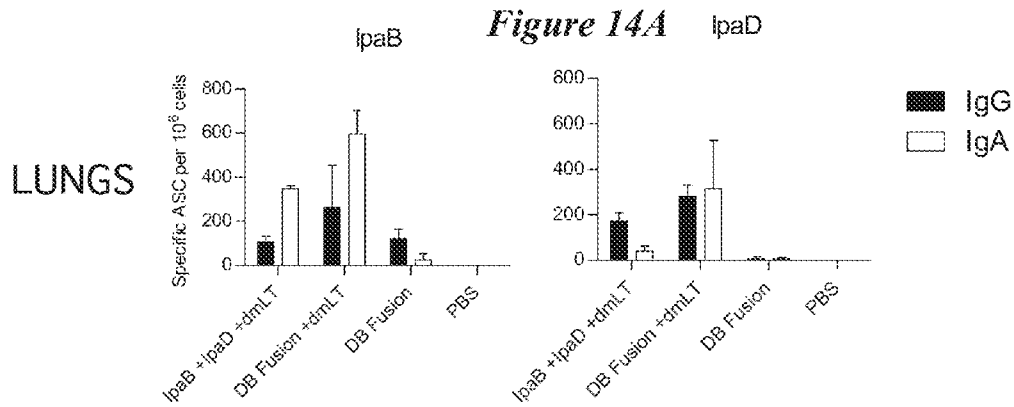 Figure 14A
IpaB
IpaD
LUNGS
Specific ASC per 10⁶ cells
800
600
400
200
0
IpaB +IpaD +dmLT
DB Fusion +dmLT
DB Fusion
PBS
800
600
400
200
0
IpaB +IpaD +dmLT
DB Fusion +dmLT
DB Fusion
PBS
IgG
IgA